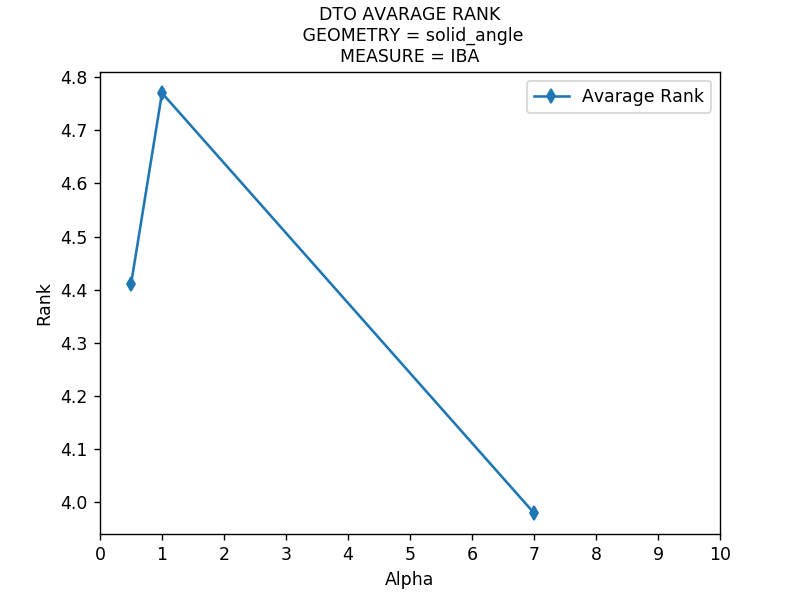 DTO AVARAGE RANK
GEOMETRY = solid_angle
MEASURE = IBA
Avarage Rank
4.8
4.7
4.6
4.5
4.4
4.3
4.2
4.1
4.0
Rank
0 1 2 3 4 5 6 7 8 9 10
Alpha